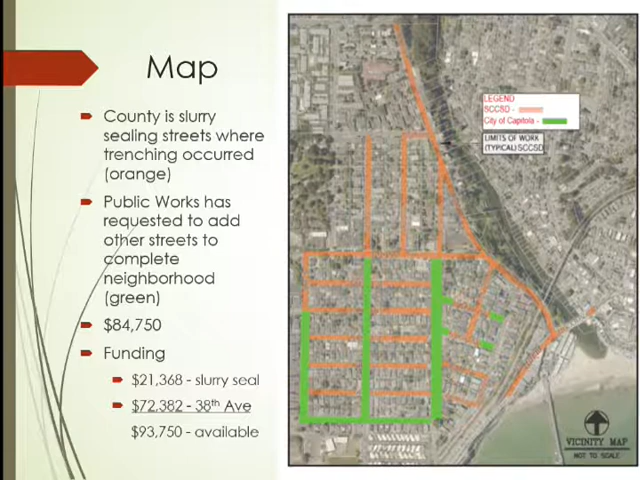 Map
County is slurry
sealing streets where
trenching occurred
(orange)
Public Works has
requested to add
other streets to
complete
neighborhood
(green)
$84,750
Funding
$21,368 - slurry seal
$72,382 - 38th Ave
$93,750 - available
LEGEND
SCCSD -
City of Capitola -
LIMITS OF WORK
(TYPICAL) SCCSD
VICINITY MAP
NOT TO SCALE